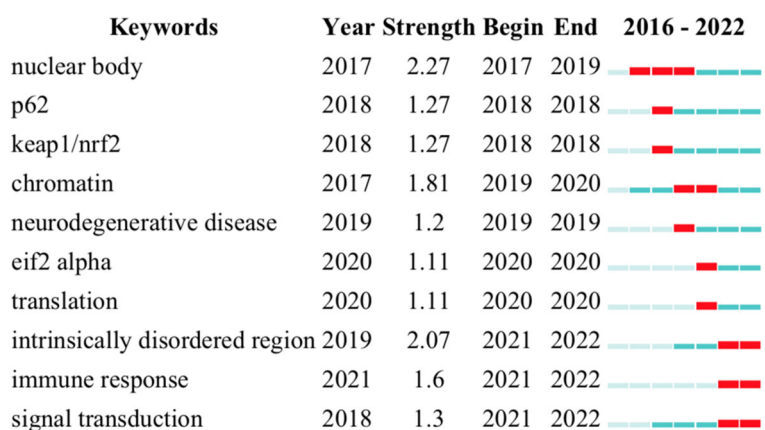 Keywords Year Strength Begin End 2016 - 2022
nuclear body 2017 2.27 2017 2019
p62 2018 1.27 2018 2018
keap1/nrf2 2018 1.27 2018 2018
chromatin 2017 1.81 2019 2020
neurodegenerative disease 2019 1.2 2019 2019
eif2 alpha 2020 1.11 2020 2020
translation 2020 1.11 2020 2020
intrinsically disordered region 2019 2.07 2021 2022
immune response 2021 1.6 2021 2022
signal transduction 2018 1.3 2021 2022